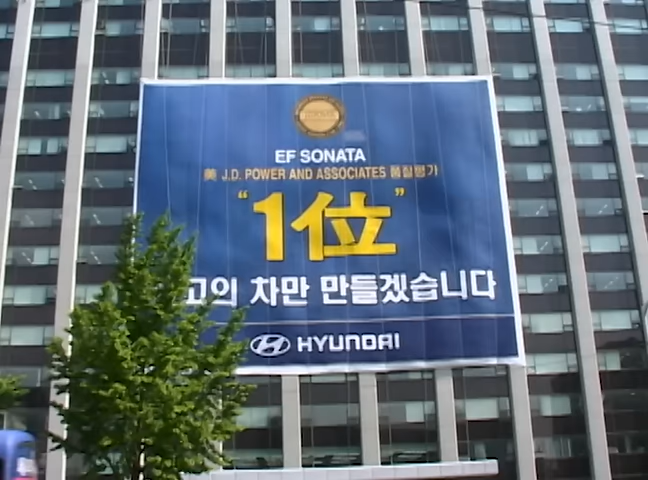 EF SONATA
美 J.D. POWER AND ASSOCIATES 품질평가
“1位”
고의 차만 만들겠습니다
HYUNDAI